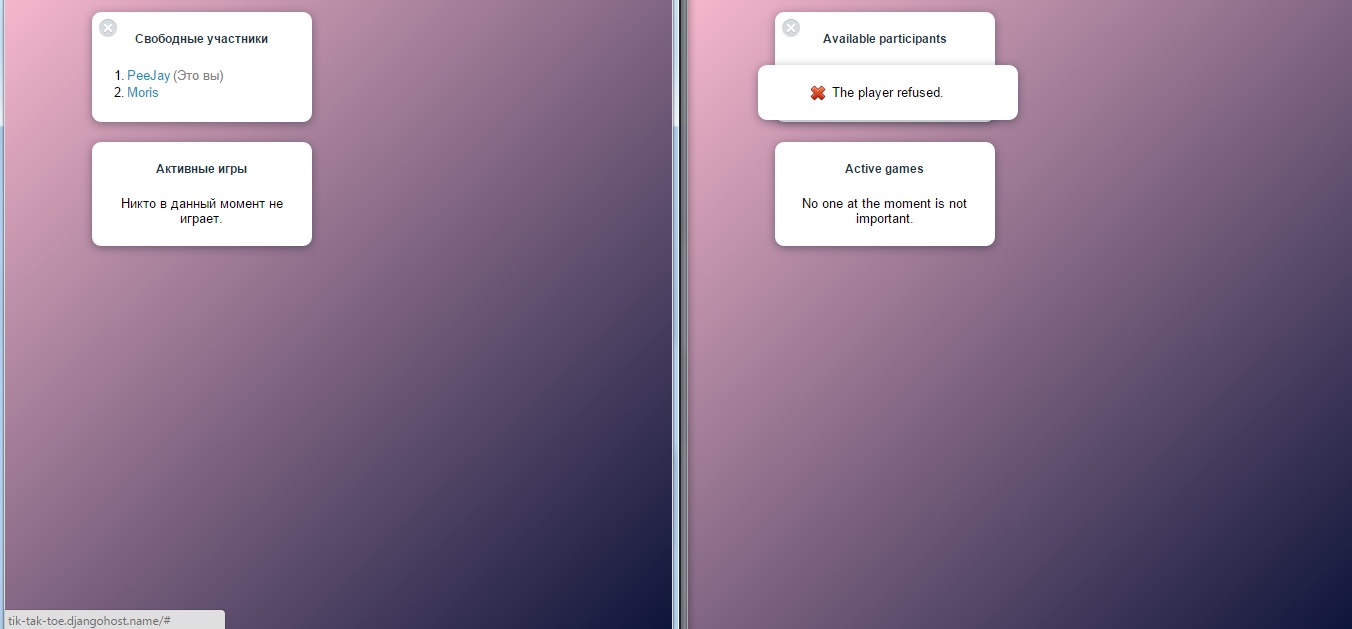 Свободные участники
1. PeeJay (Это вы)
2. Moris
Активные игры
Никто в данный момент не
играет.
tik-tak-toe.djangohost.name/#
Available participants
The player refused.
Active games
No one at the moment is not
important.